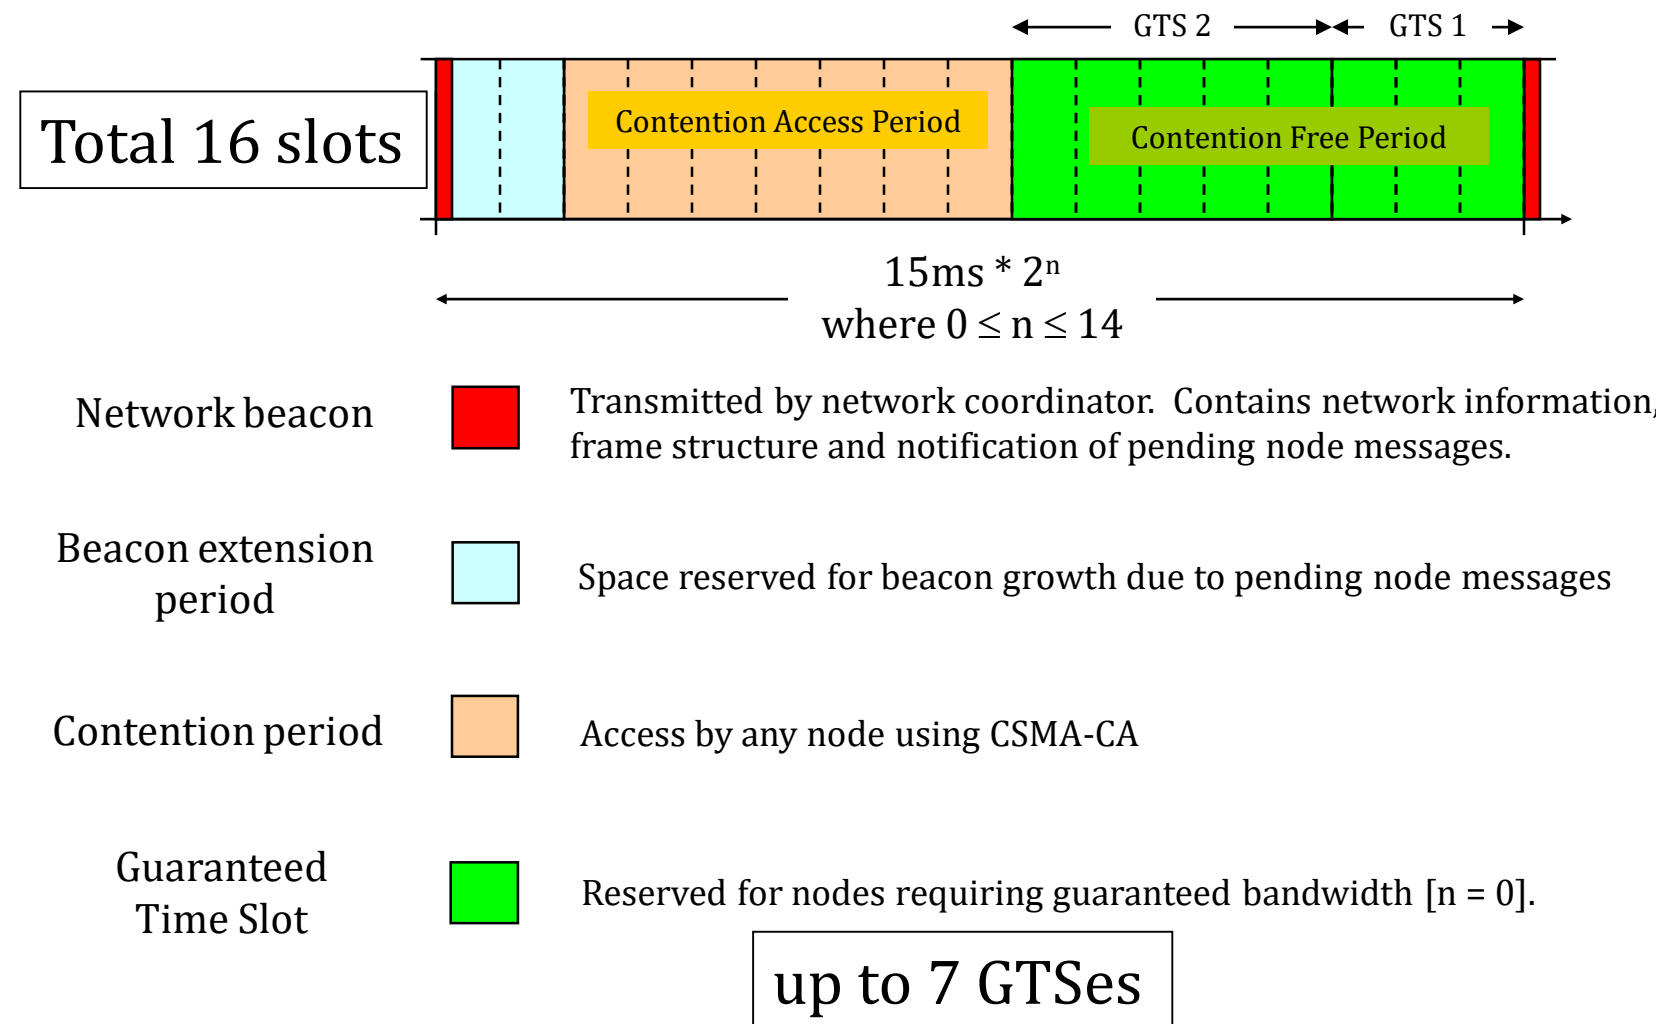 GTS 2
GTS 1
Total 16 slots
Contention Access Period
Contention Free Period
15ms * 2ⁿ
where 0 ≤ n ≤ 14
Network beacon
Transmitted by network coordinator. Contains network information,
frame structure and notification of pending node messages.
Beacon extension
period
Space reserved for beacon growth due to pending node messages
Contention period
Access by any node using CSMA-CA
Guaranteed
Time Slot
Reserved for nodes requiring guaranteed bandwidth [n = 0].
up to 7 GTSes